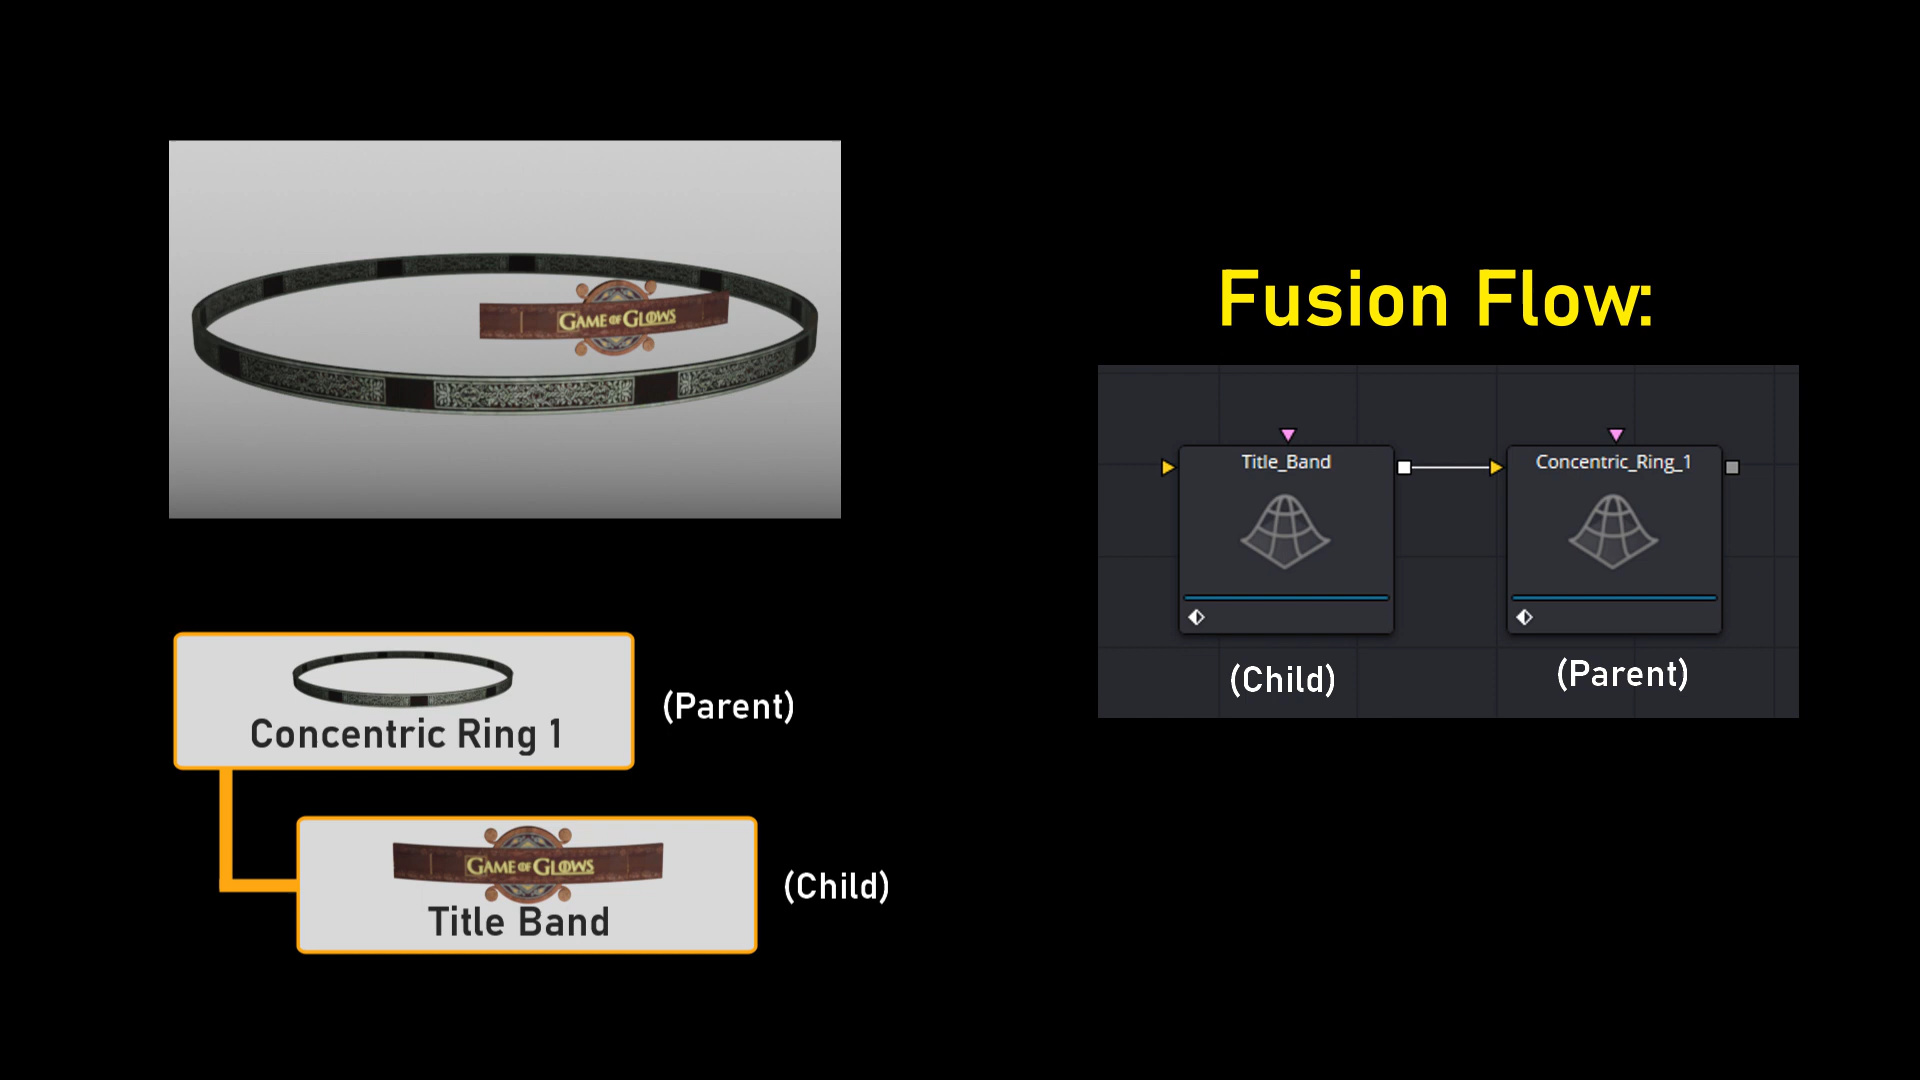 GAME OF GLOWS
Concentric Ring 1
(Parent)
GAME OF GLOWS
Title Band
(Child)
Fusion Flow:
Title_Band
Concentric_Ring_1
(Child)
(Parent)